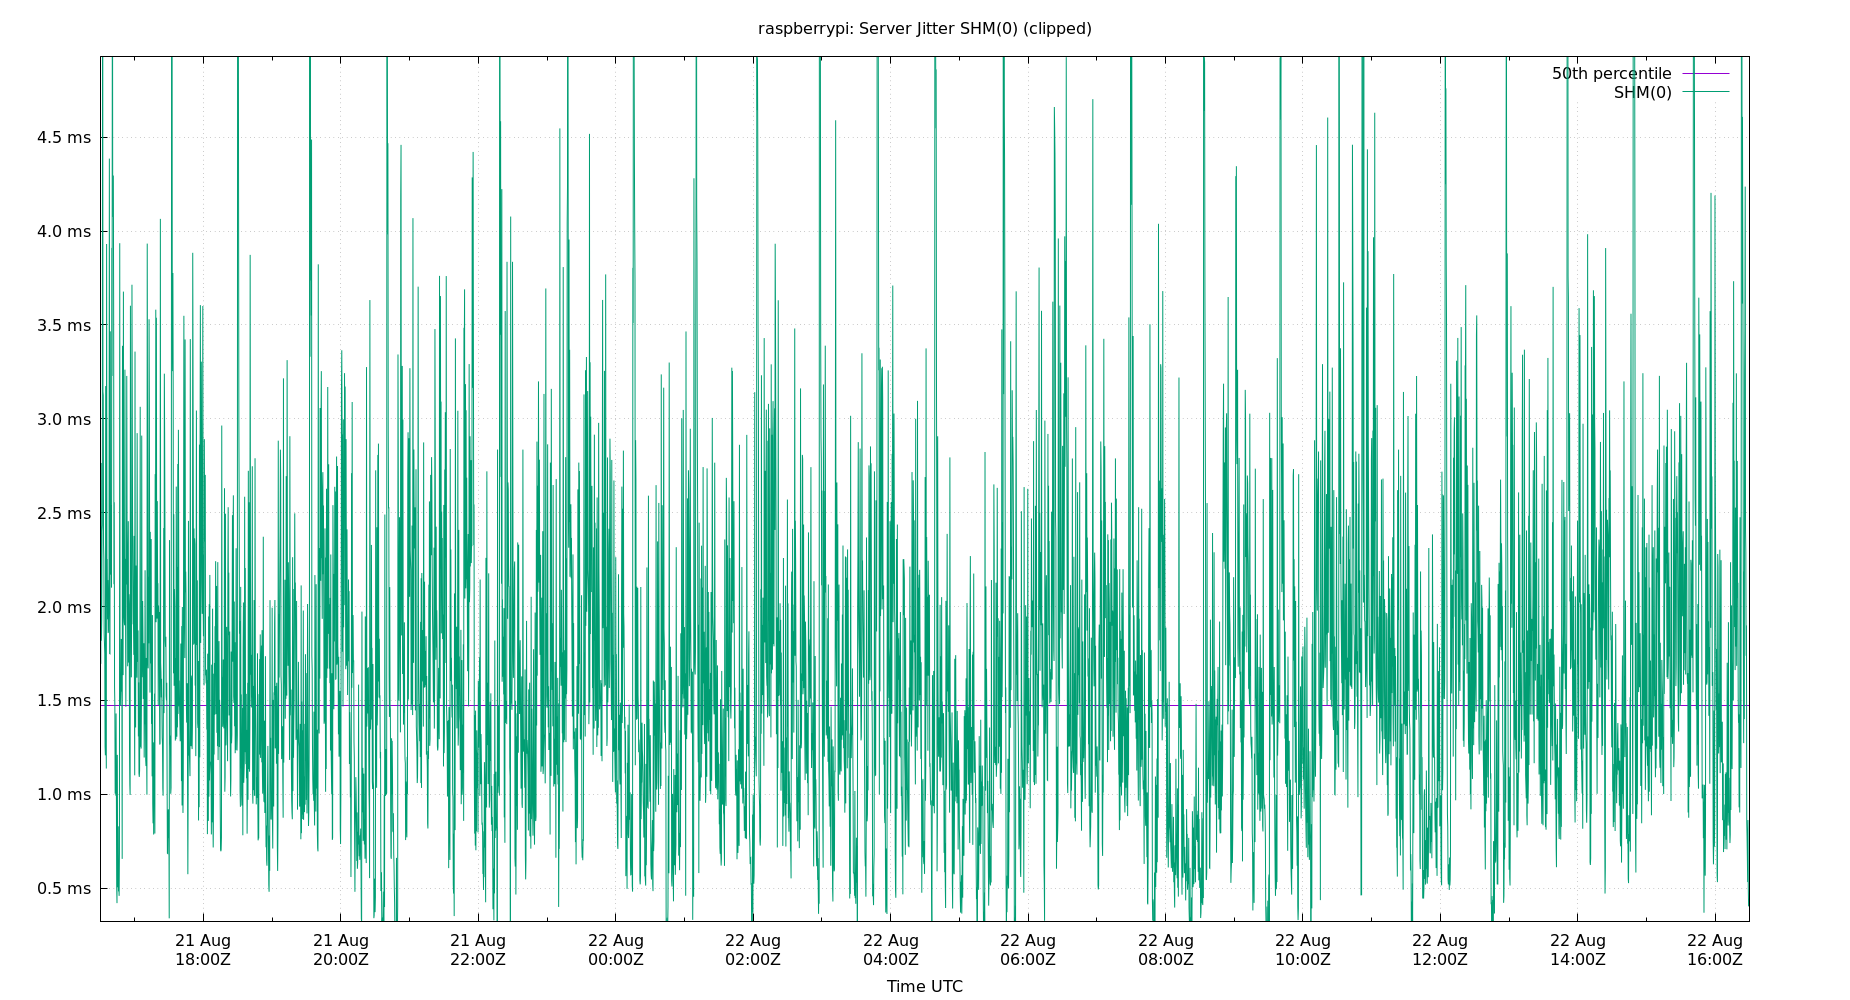 raspberrypi: Server Jitter SHM(0) (clipped)
50th percentile
SHM(0)
4.5 ms
4.0 ms
3.5 ms
3.0 ms
2.5 ms
2.0 ms
1.5 ms
1.0 ms
0.5 ms
21 Aug 21 Aug 21 Aug 22 Aug 22 Aug 22 Aug 22 Aug 22 Aug 22 Aug 22 Aug 22 Aug 22 Aug
18:00Z 20:00Z 22:00Z 00:00Z 02:00Z 04:00Z 06:00Z 08:00Z 10:00Z 12:00Z 14:00Z 16:00Z
Time UTC